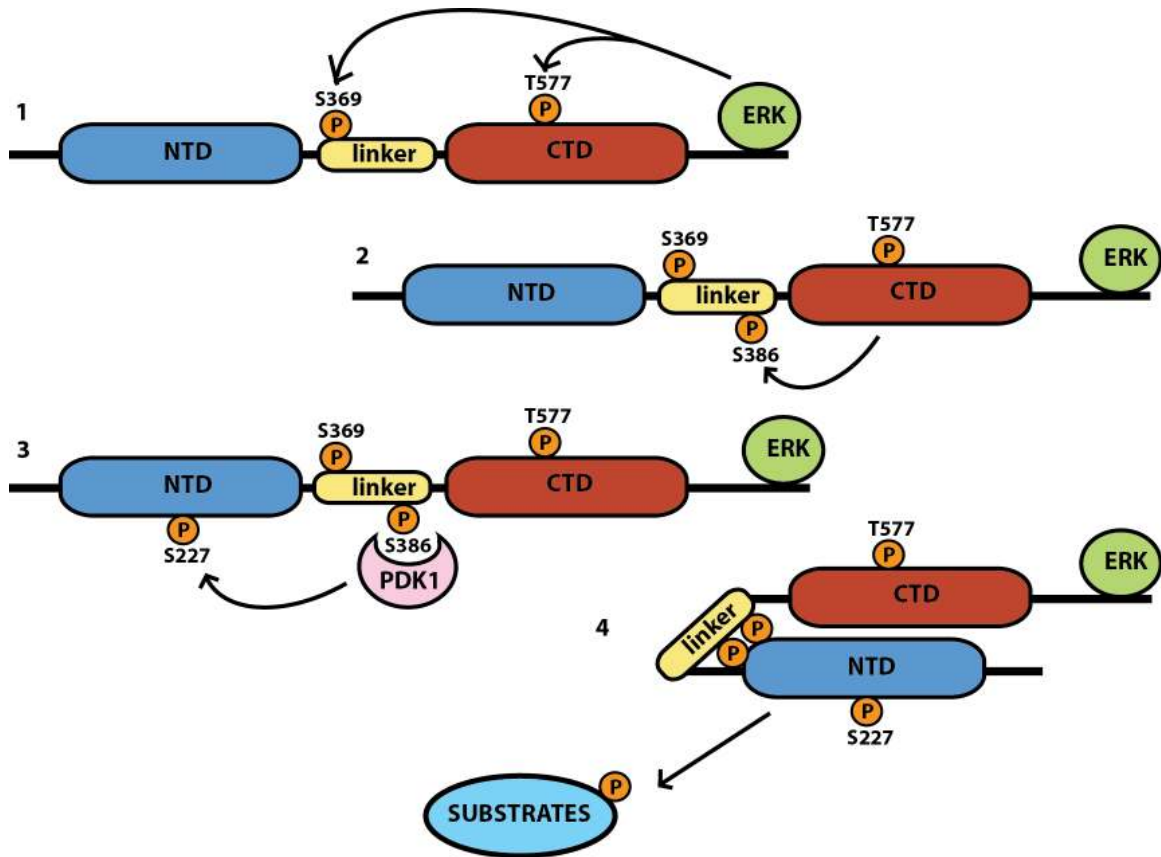 1
S369
P
T577
P
ERK
NTD
linker
CTD
2
S369
P
T577
P
ERK
NTD
linker
CTD
P
S386
3
S369
P
T577
P
ERK
NTD
linker
CTD
P
S227
P
S386
PDK1
4
T577
P
ERK
CTD
linker
P
P
NTD
P
S227
SUBSTRATES
P